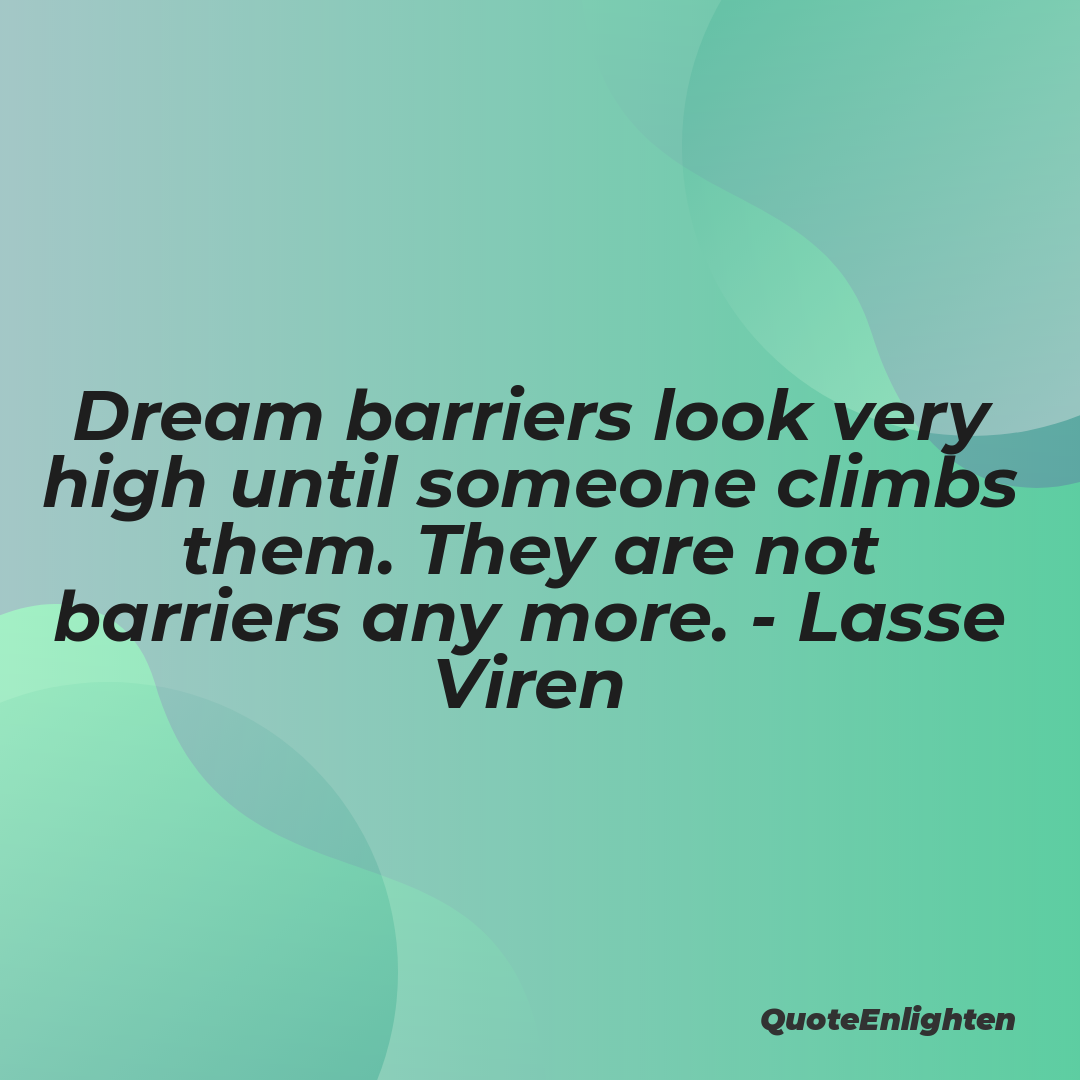 Dream barriers look very
high until someone climbs
them. They are not
barriers any more. - Lasse
Viren
QuoteEnlighten